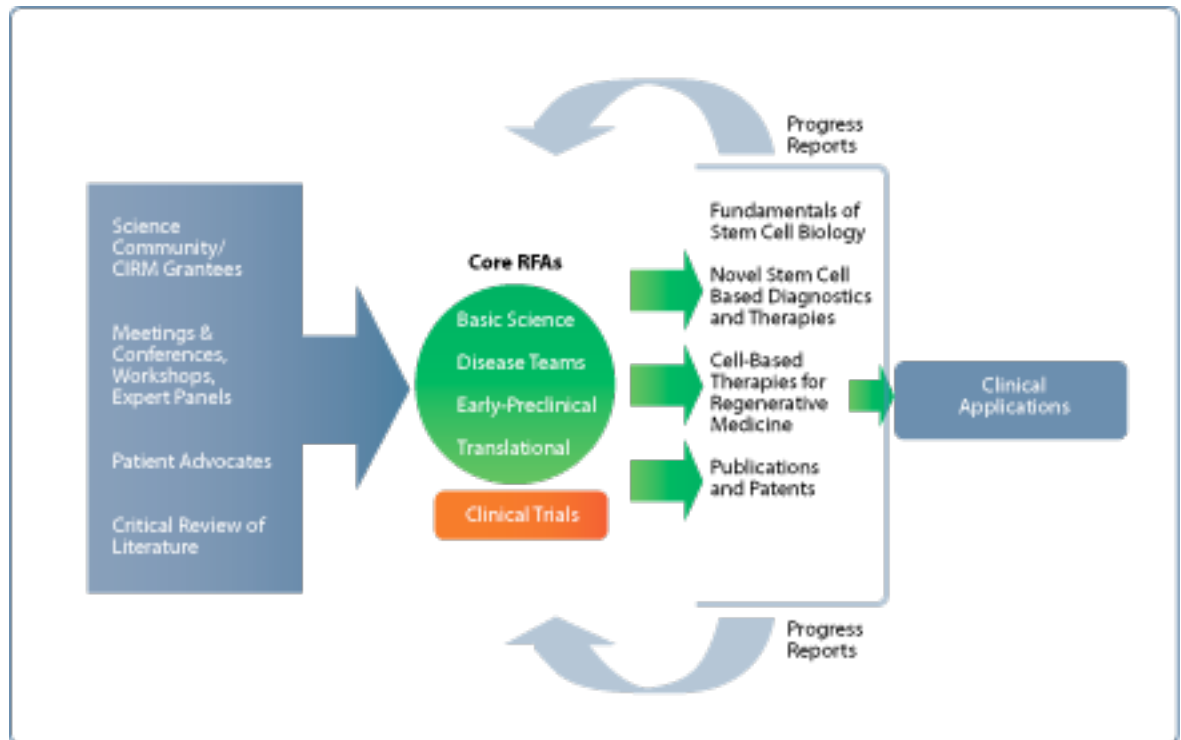 Progress
Reports
Science
Community/
CIRM Grantees
Meetings &
Conferences,
Workshops,
Expert Panels
Patient Advocates
Critical Review of
Literature
Core RFAs
Basic Science
Disease Teams
Early-Preclinical
Translational
Clinical Trials
Fundamentals of
Stem Cell Biology
Novel Stem Cell
Based Diagnostics
and Therapies
Cell-Based
Therapies for
Regenerative
Medicine
Publications
and Patents
Clinical
Applications
Progress
Reports